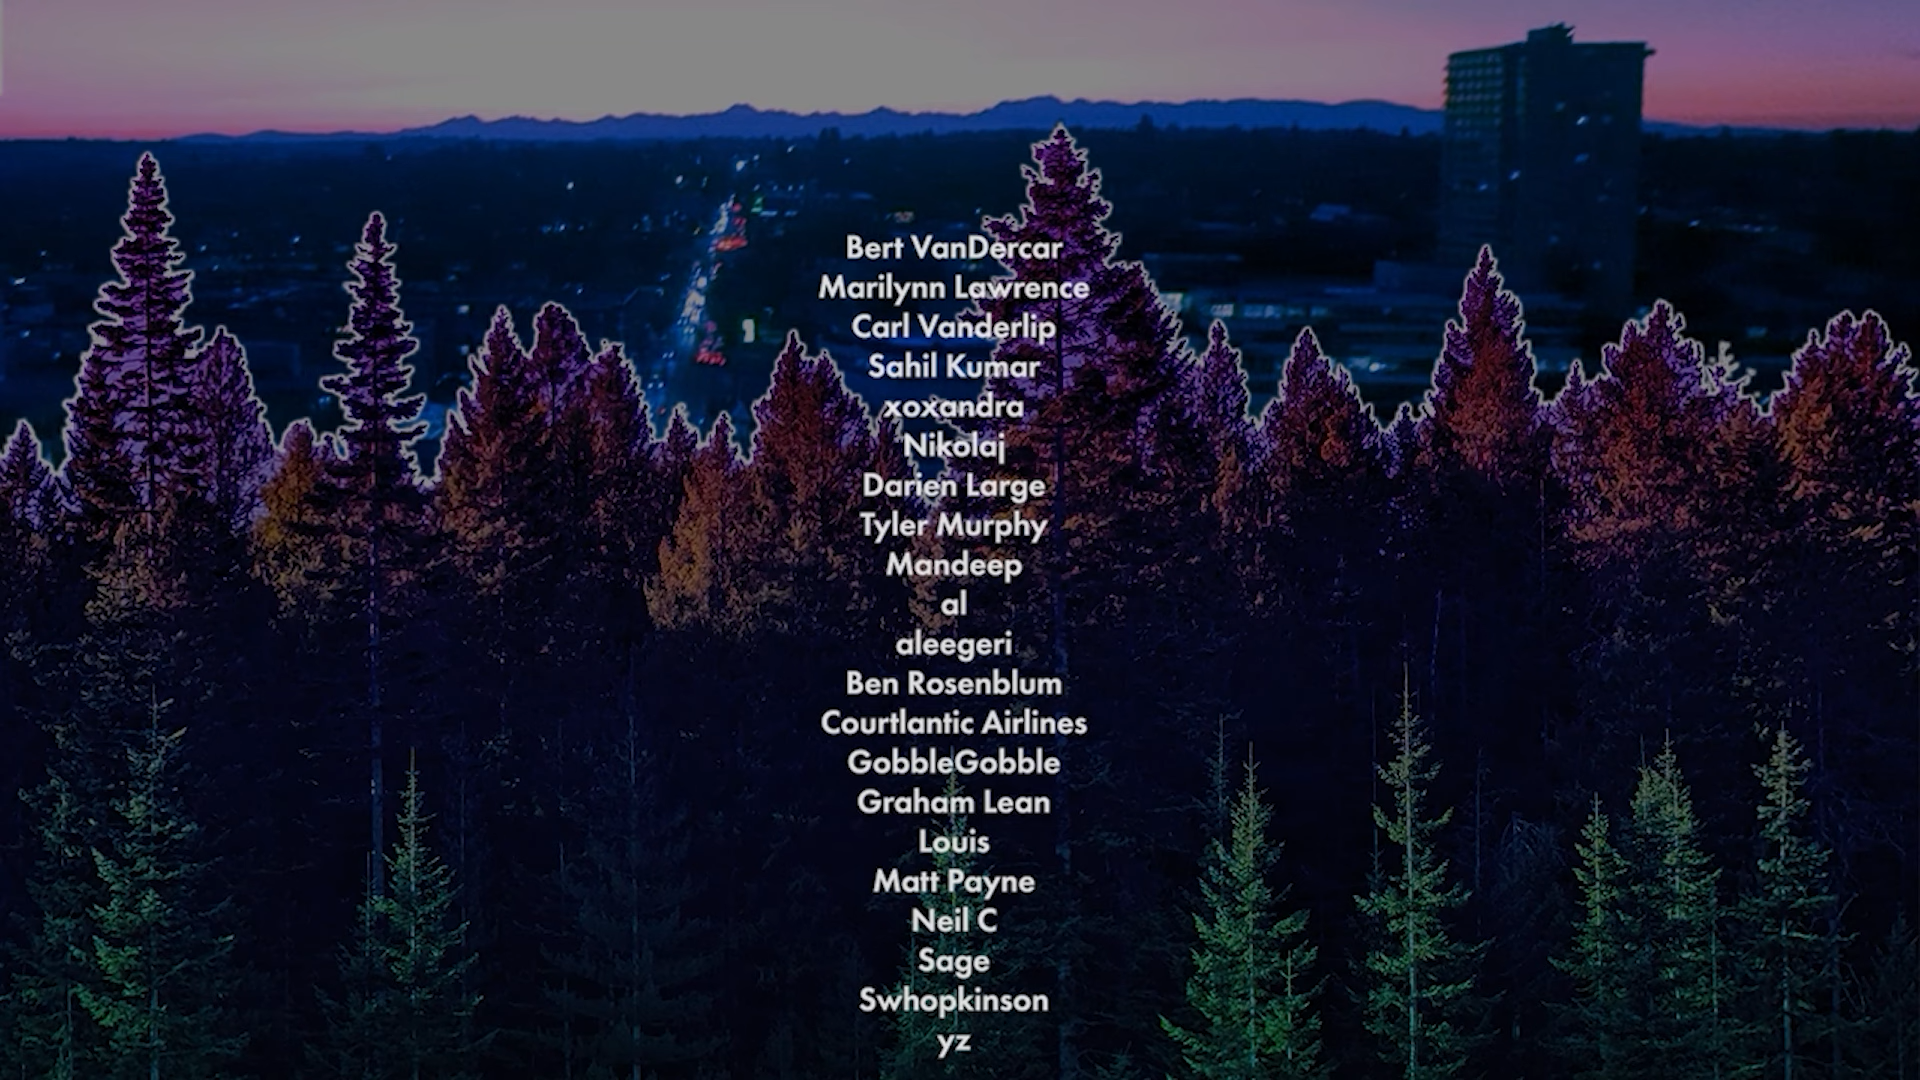 Bert VanDercar
Marilynn Lawrence
Carl Vanderlip
Sahil Kumar
xoxandra
Nikolaj
Darien Large
Tyler Murphy
Mandeep
al
aleegeri
Ben Rosenblum
Courtlantic Airlines
GobbleGobble
Graham Lean
Louis
Matt Payne
Neil C
Sage
Swhopkinson
yz